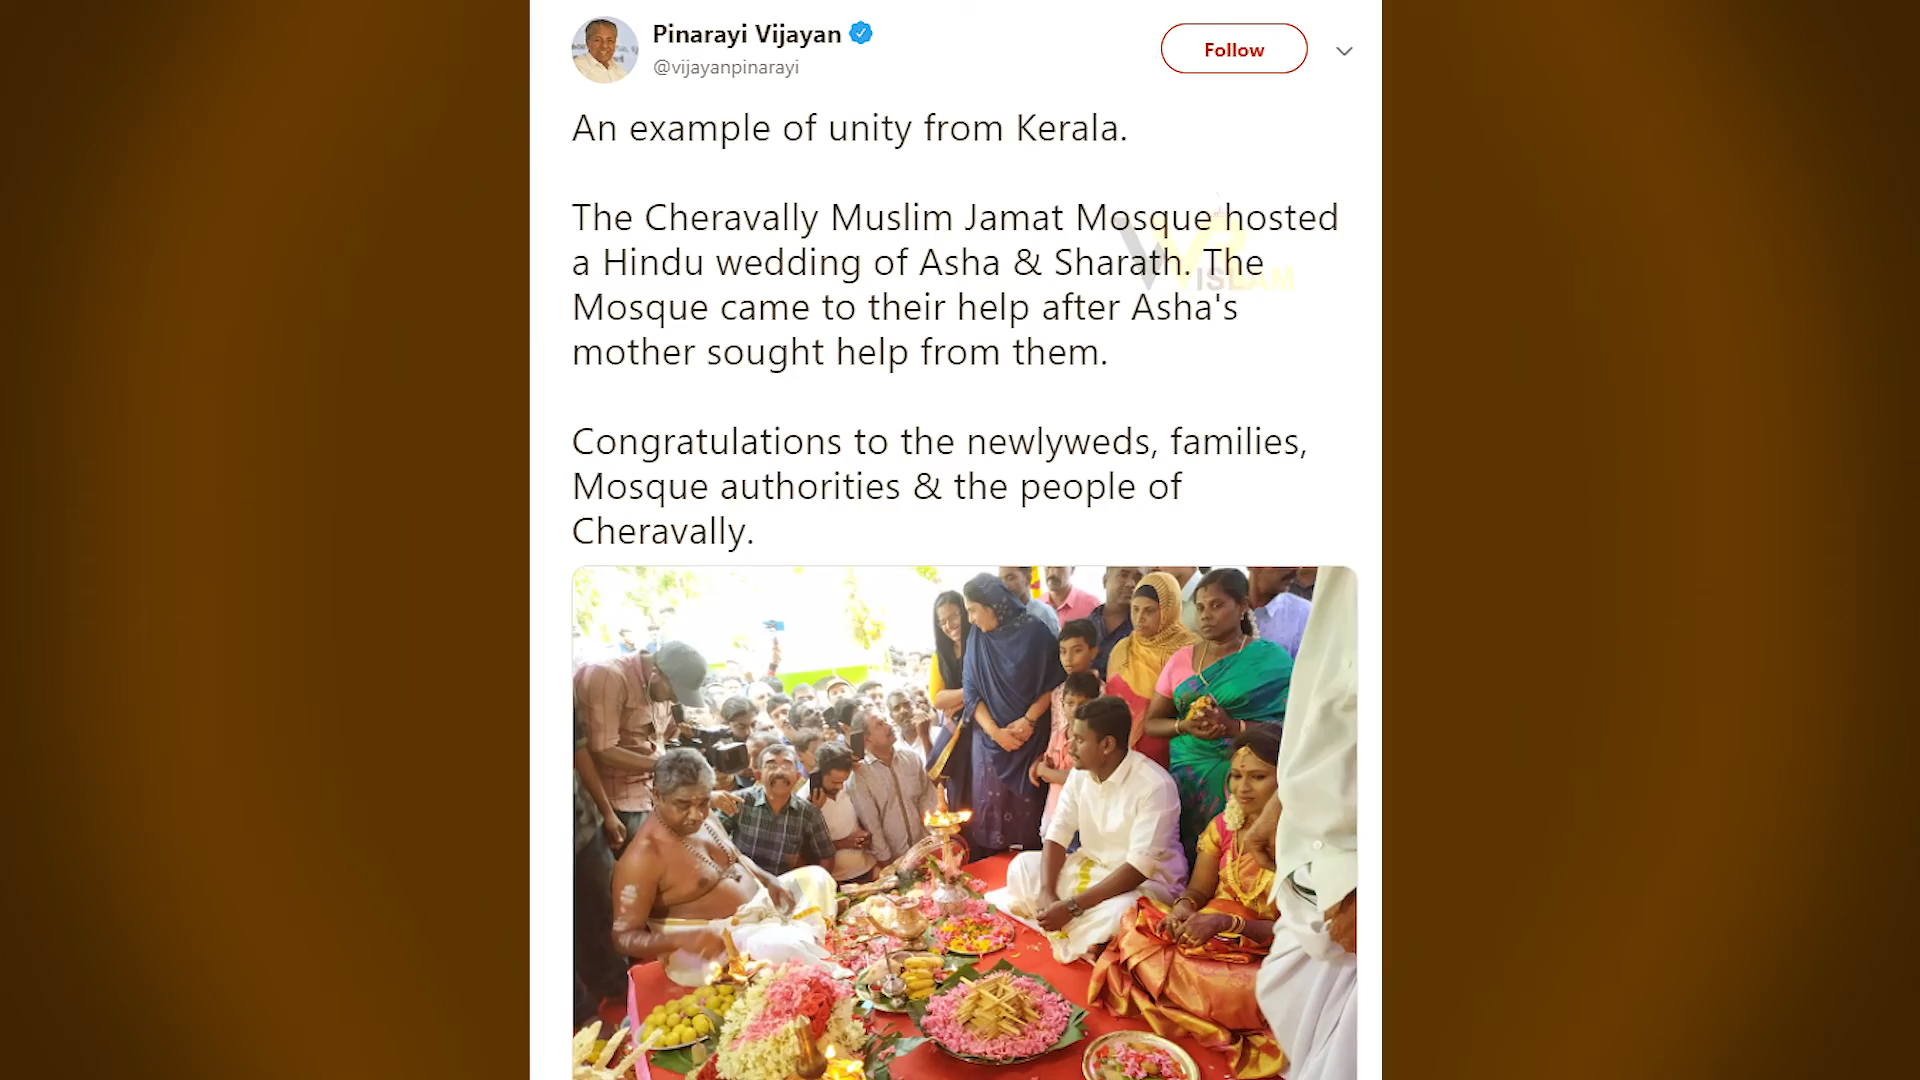 Pinarayi Vijayan
@vijayanpinarayi
Follow
An example of unity from Kerala.
The Cheravally Muslim Jamat Mosque hosted
a Hindu wedding of Asha & Sharath. The
Mosque came to their help after Asha's
mother sought help from them.
Congratulations to the newlyweds, families,
Mosque authorities & the people of
Cheravally.
ISLAM